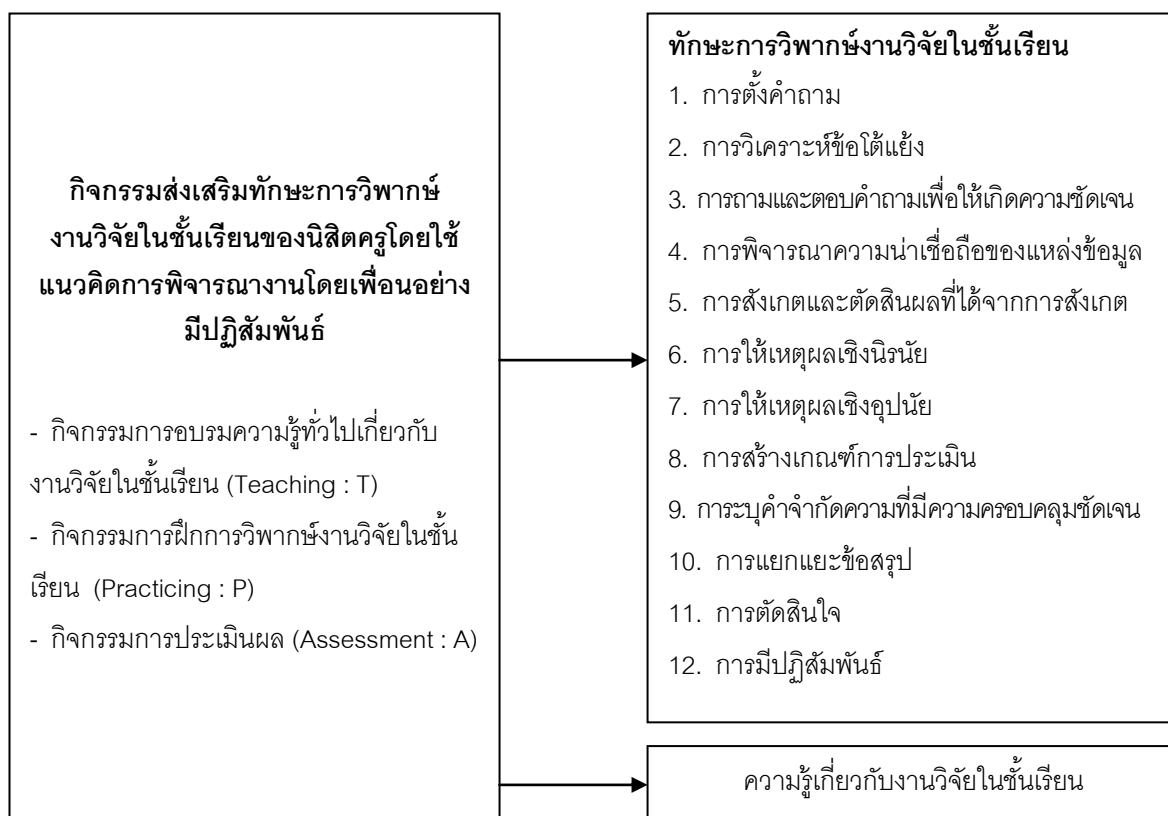 กิจกรรมส่งเสริมทักษะการวิพากษ์
งานวิจัยในชั้นเรียนของนิสิตครูโดยใช้
แนวคิดการพิจารณางานโดยเพื่อนอย่าง
มีปฏิสัมพันธ์
- กิจกรรมการอบรมความรู้ทั่วไปเกี่ยวกับ
งานวิจัยในชั้นเรียน (Teaching : T)
- กิจกรรมการฝึกการวิพากษ์งานวิจัยในชั้น
เรียน (Practicing : P)
- กิจกรรมการประเมินผล (Assessment : A)
ทักษะการวิพากษ์งานวิจัยในชั้นเรียน
1. การตั้งคำถาม
2. การวิเคราะห์ข้อโต้แย้ง
3. การถามและตอบคำถามเพื่อให้เกิดความชัดเจน
4. การพิจารณาความน่าเชื่อถือของแหล่งข้อมูล
5. การสังเกตและตัดสินผลที่ได้จากการสังเกต
6. การให้เหตุผลเชิงนิรนัย
7. การให้เหตุผลเชิงอุปนัย
8. การสร้างเกณฑ์การประเมิน
9. การะบุคำจำกัดความที่มีความครอบคลุมชัดเจน
10. การแยกแยะข้อสรุป
11. การตัดสินใจ
12. การมีปฏิสัมพันธ์
ความรู้เกี่ยวกับงานวิจัยในชั้นเรียน